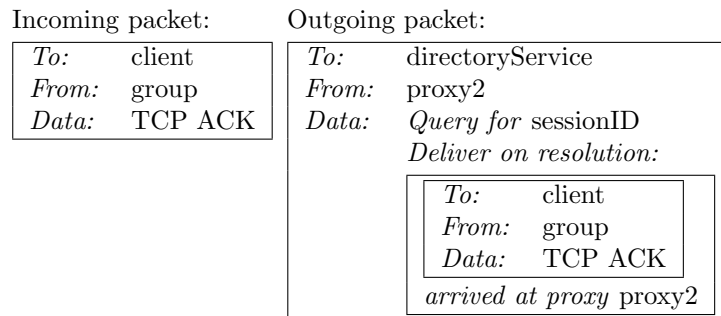 Incoming packet:
To: client
From: group
Data: TCP ACK
Outgoing packet:
To: directoryService
From: proxy2
Data: Query for sessionID
Deliver on resolution:
To: client
From: group
Data: TCP ACK
arrived at proxy proxy2